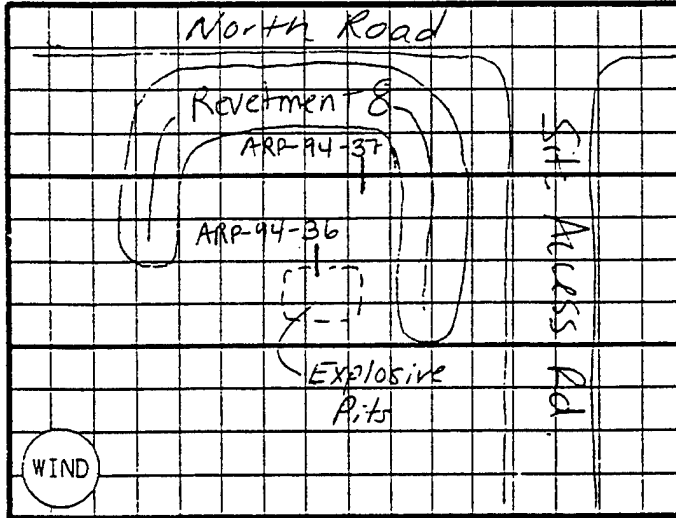 North Road
Revetment 8
ARP-94-37
ARP-94-36
Explosive
Pits
Site Access Rd.
WIND